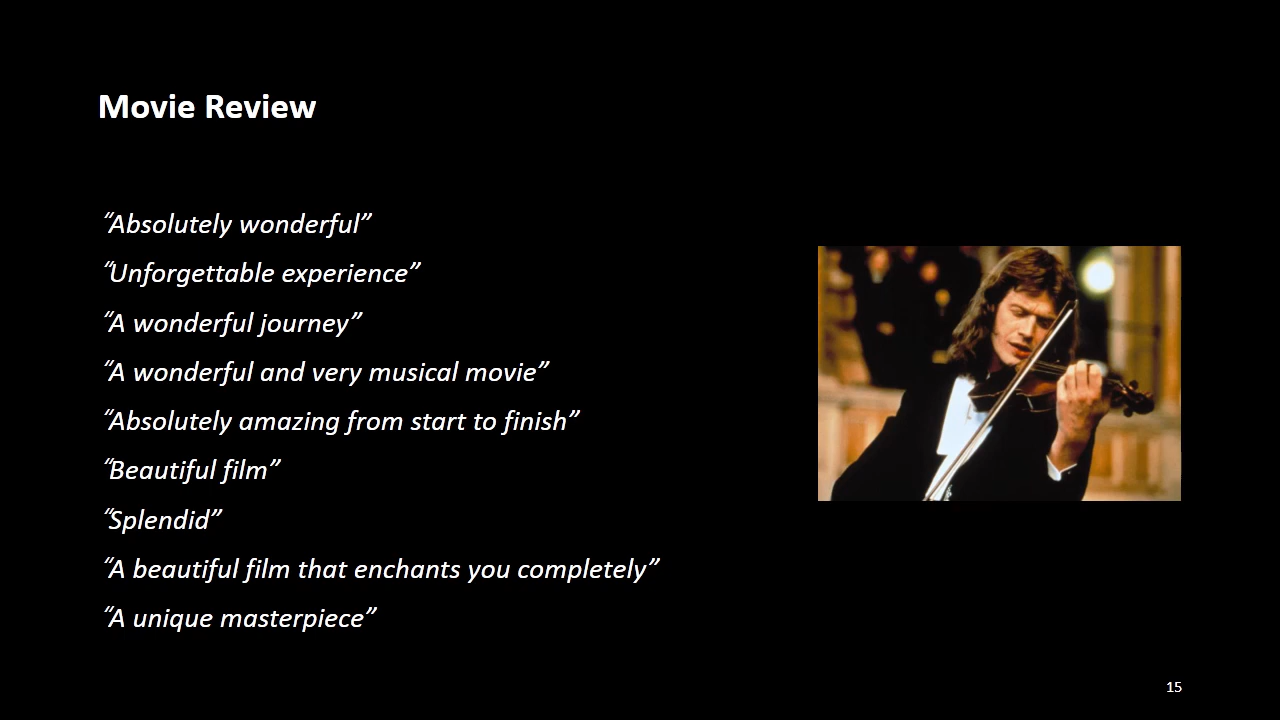 Movie Review
“Absolutely wonderful”
“Unforgettable experience”
“A wonderful journey”
“A wonderful and very musical movie”
“Absolutely amazing from start to finish”
“Beautiful film”
“Splendid”
“A beautiful film that enchants you completely”
“A unique masterpiece”
15